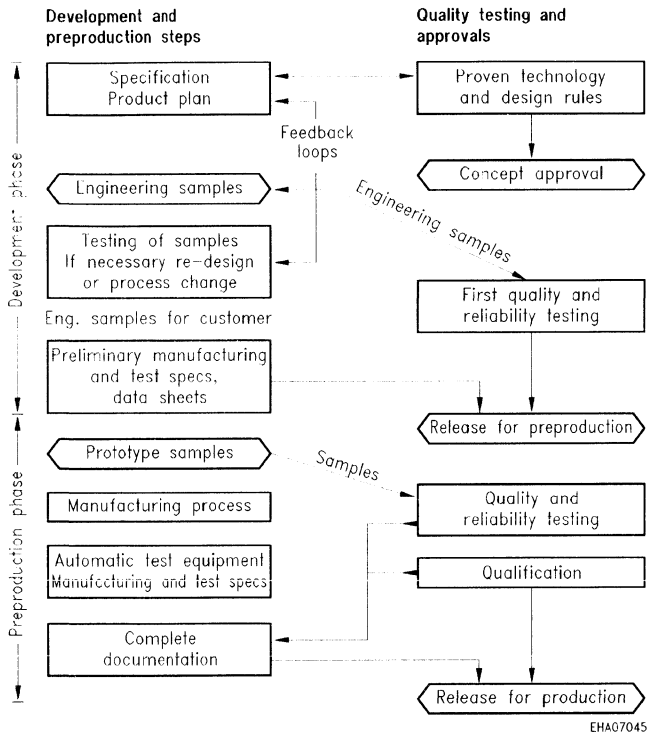 Development and
preproduction steps
Quality testing and
approvals
Specification
Product plan
Proven technology
and design rules
Feedback
loops
Concept approval
Engineering samples
Engineering samples
Testing of samples
If necessary re-design
or process change
First quality and
reliability testing
Eng. samples for customer
Preliminary manufacturing
and test specs,
data sheets
Release for preproduction
Development phase
Prototype samples
Samples
Quality and
reliability testing
Manufacturing process
Automatic test equipment
Manufacturing and test specs
Qualification
Complete
documentation
Release for production
Preproduction phase
EHA07045